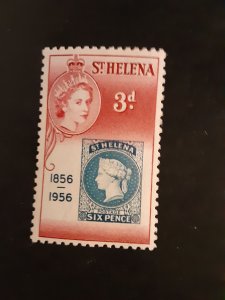 ST HELENA
3d
1856
—
1956
ST HELENA
POSTAGE
SIX PENCE